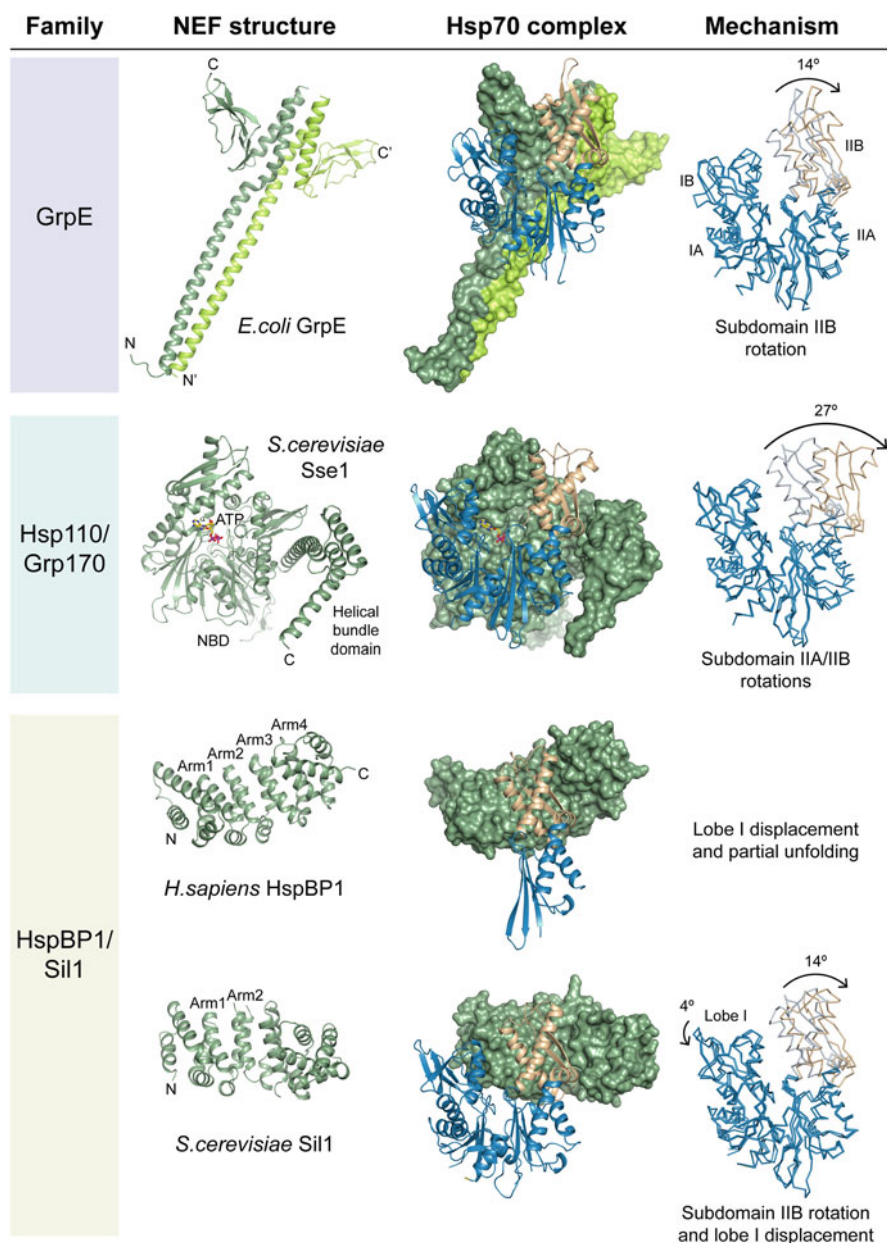 Family NEF structure Hsp70 complex Mechanism
GrpE
C
C'
N
N'
E.coli GrpE
14º
IB
IIB
IA
IIA
Subdomain IIB
rotation
Hsp110/
Grp170
S.cerevisiae
Sse1
ATP
NBD
Helical
bundle
domain
C
27º
Subdomain IIA/IIB
rotations
HspBP1/
Sil1
Arm1
Arm2
Arm3
Arm4
N
C
H.sapiens HspBP1
Lobe I displacement
and partial unfolding
Arm1
Arm2
N
S.cerevisiae Sil1
14º
4º
Lobe I
Subdomain IIB rotation
and lobe I displacement